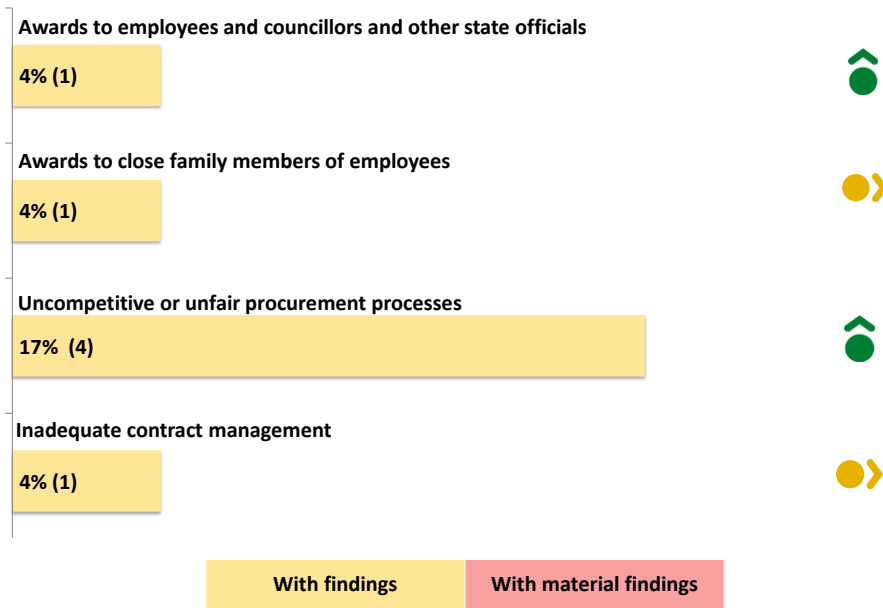 Awards to employees and councillors and other state officials
4% (1)
Awards to close family members of employees
4% (1)
Uncompetitive or unfair procurement processes
17% (4)
Inadequate contract management
4% (1)
With findings
With material findings